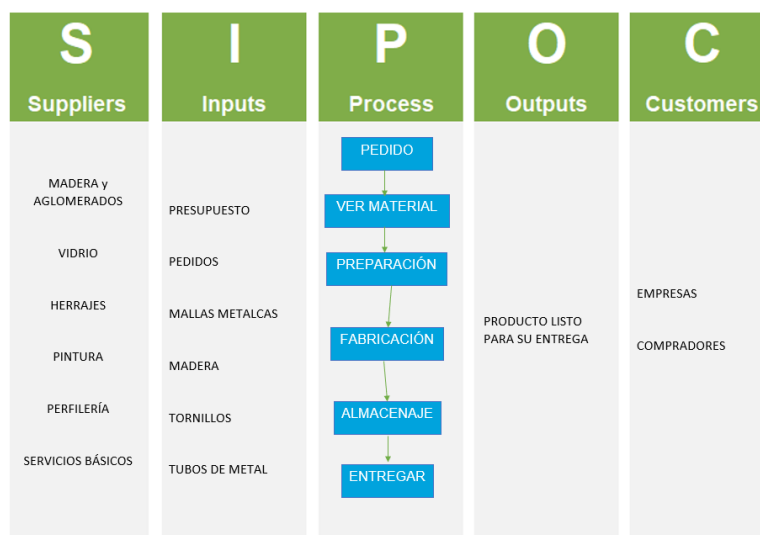 S
Suppliers
MADERA y
AGLOMERADOS
VIDRIO
HERRAJES
PINTURA
PERFILERÍA
SERVICIOS BÁSICOS
I
Inputs
PRESUPUESTO
PEDIDOS
MALLAS METALCAS
MADERA
TORNILLOS
TUBOS DE METAL
P
Process
PEDIDO
VER MATERIAL
PREPARACIÓN
FABRICACIÓN
ALMACENAJE
ENTREGAR
O
Outputs
PRODUCTO LISTO
PARA SU ENTREGA
C
Customers
EMPRESAS
COMPRADORES